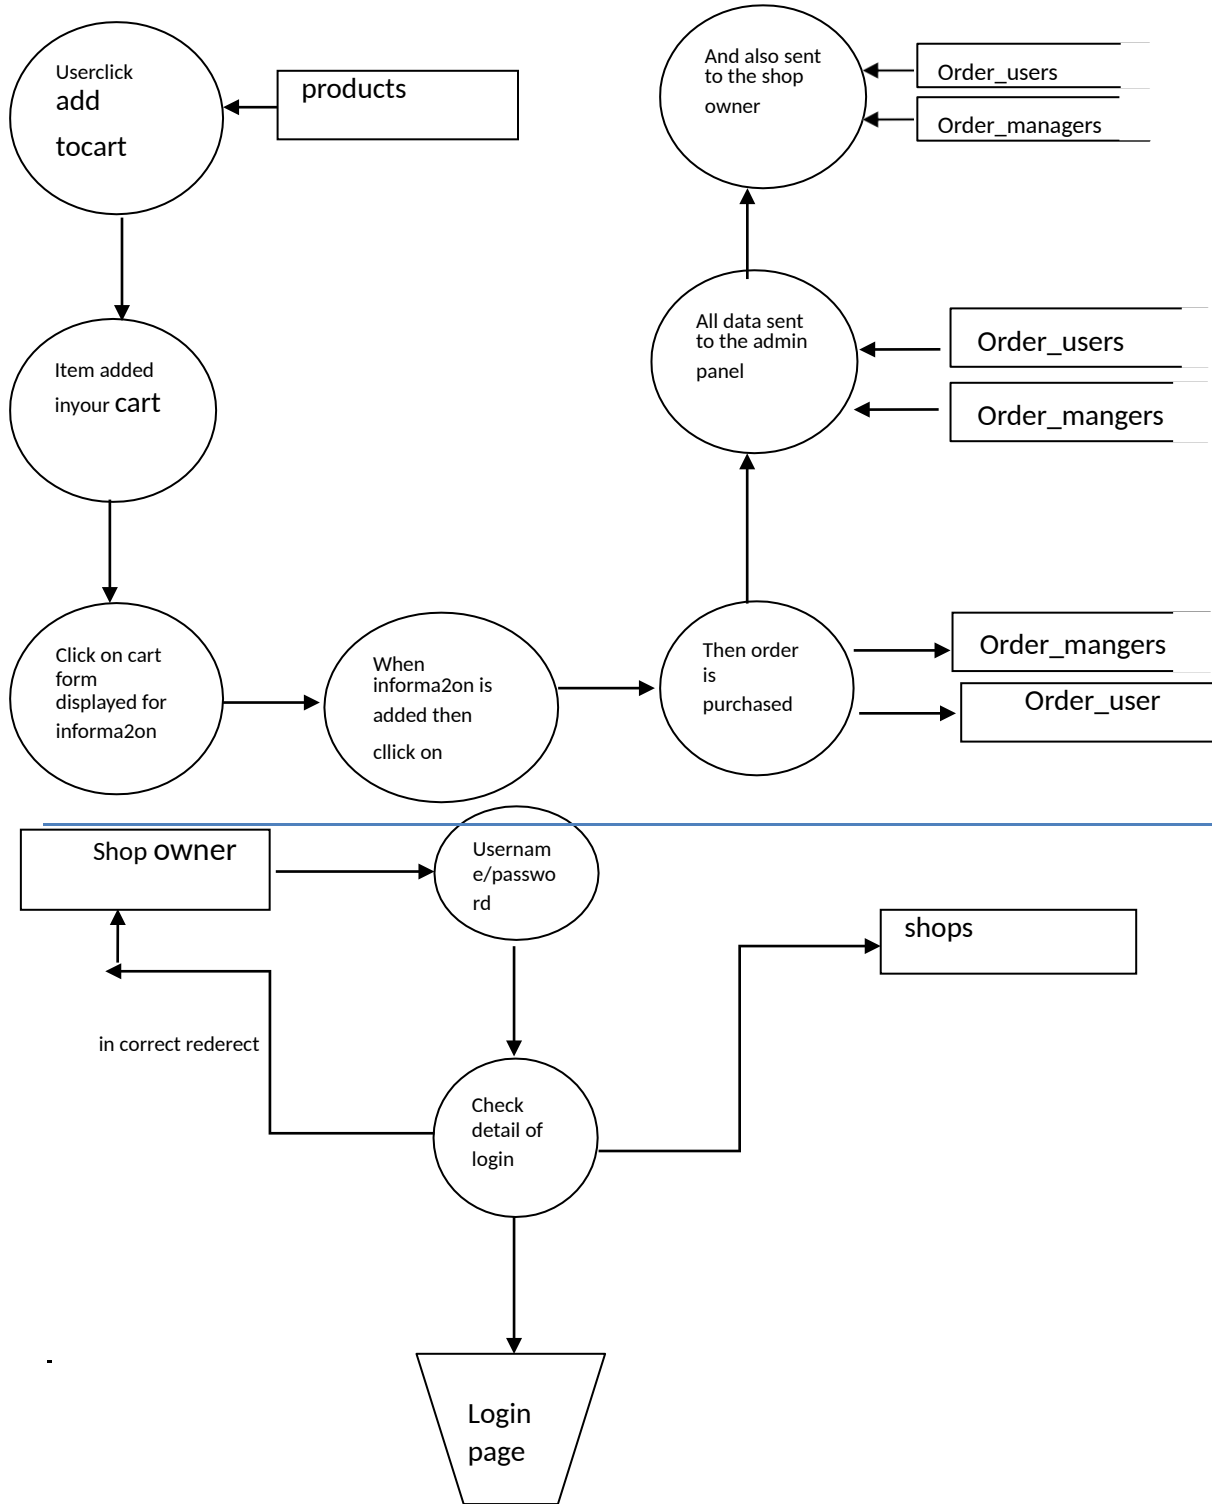 Userclick
add
tocart
products
Item added
inyour cart
Click on cart
form
displayed for
informa2on
When
informa2on is
added then
cllick on
Then order
is
purchased
Order_mangers
Order_user
All data sent
to the admin
panel
Order_users
Order_mangers
And also sent
to the shop
owner
Order_users
Order_managers
Shop owner
Usernam
e/passwo
rd
shops
in correct rederect
Check
detail of
login
-
Login
page